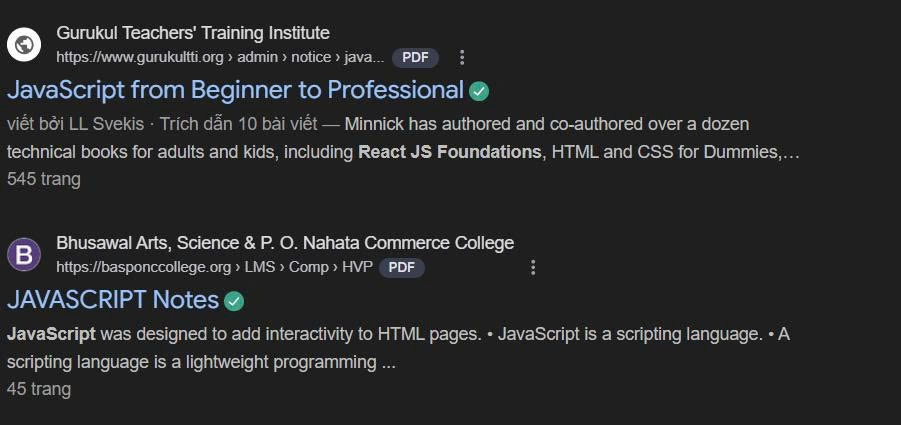 Gurukul Teachers' Training Institute
https://www.gurukultti.org › admin › notice › java... PDF
JavaScript from Beginner to Professional
viết bởi LL Svekis · Trích dẫn 10 bài viết — Minnick has authored and co-authored over a dozen
technical books for adults and kids, including React JS Foundations, HTML and CSS for Dummies,...
545 trang
B
Bhusawal Arts, Science & P. O. Nahata Commerce College
https://basponccollege.org › LMS › Comp › HVP PDF
JAVASCRIPT Notes
JavaScript was designed to add interactivity to HTML pages. • JavaScript is a scripting language. • A
scripting language is a lightweight programming ...
45 trang